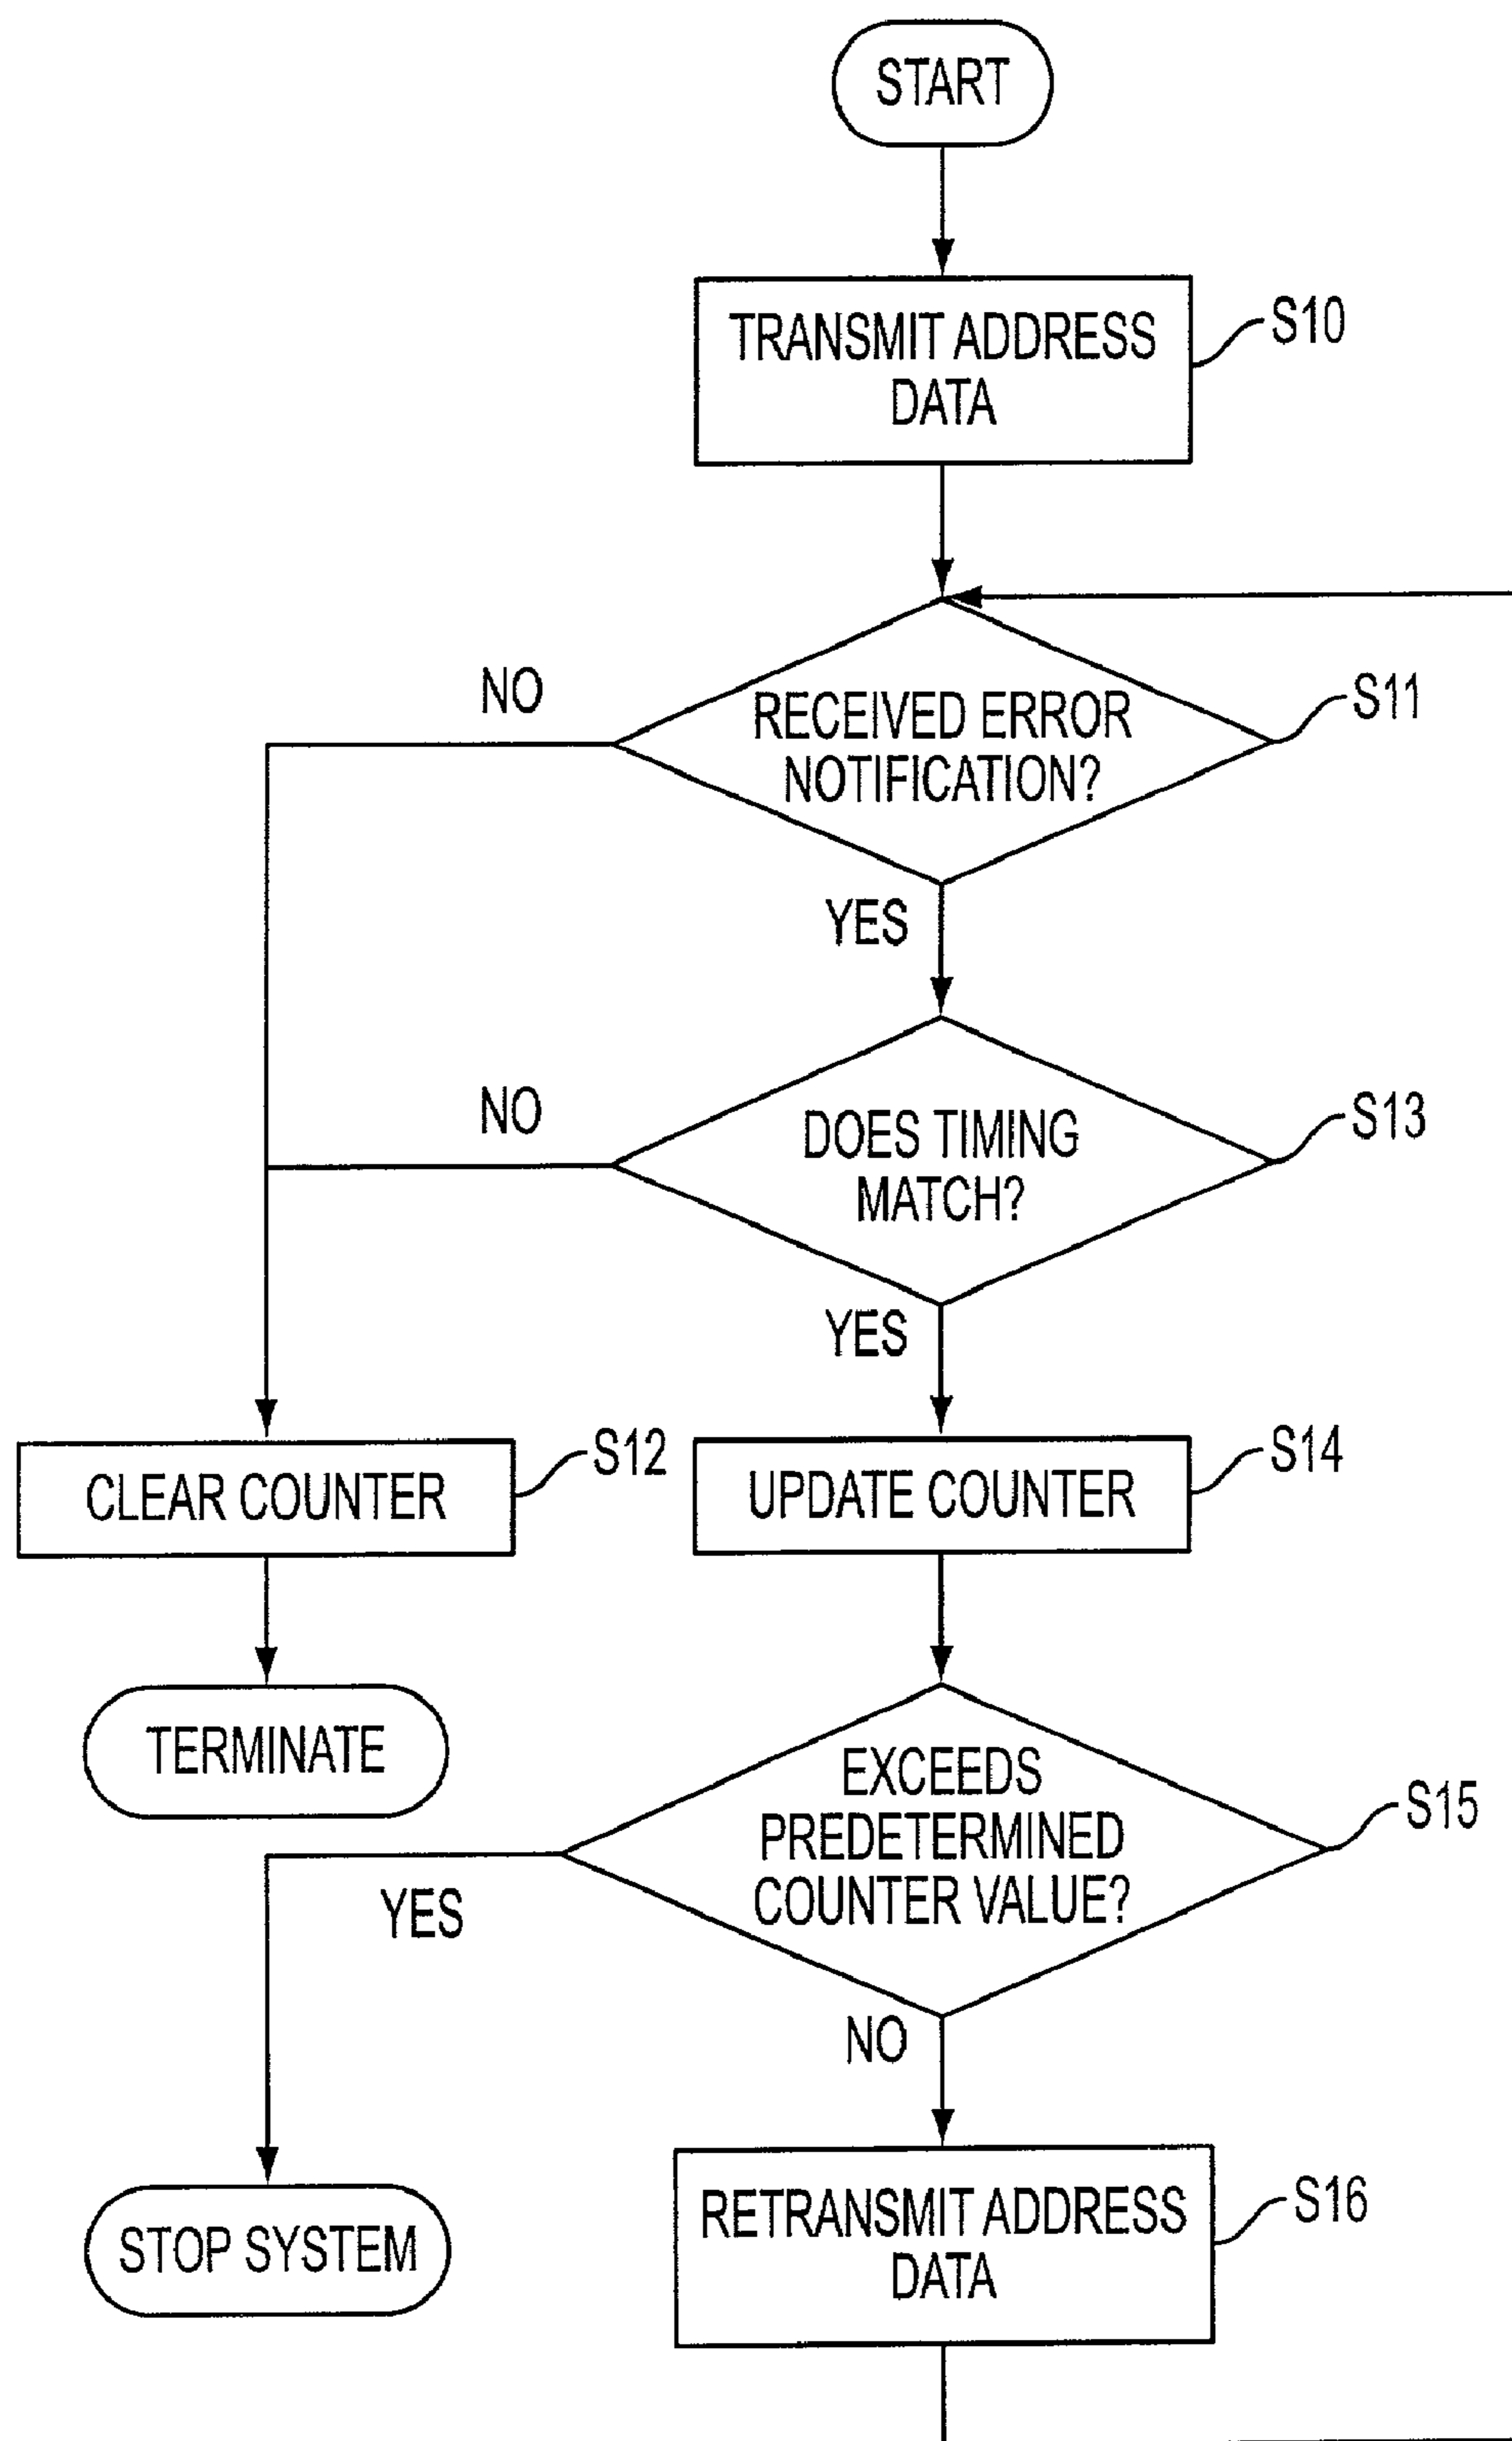 START
TRANSMIT ADDRESS
DATA
S10
NO
RECEIVED ERROR
NOTIFICATION?
S11
YES
NO
DOES TIMING
MATCH?
S13
YES
CLEAR COUNTER
S12
UPDATE COUNTER
S14
TERMINATE
EXCEEDS
PREDETERMINED
COUNTER VALUE?
S15
YES
NO
STOP SYSTEM
RETRANSMIT ADDRESS
DATA
S16